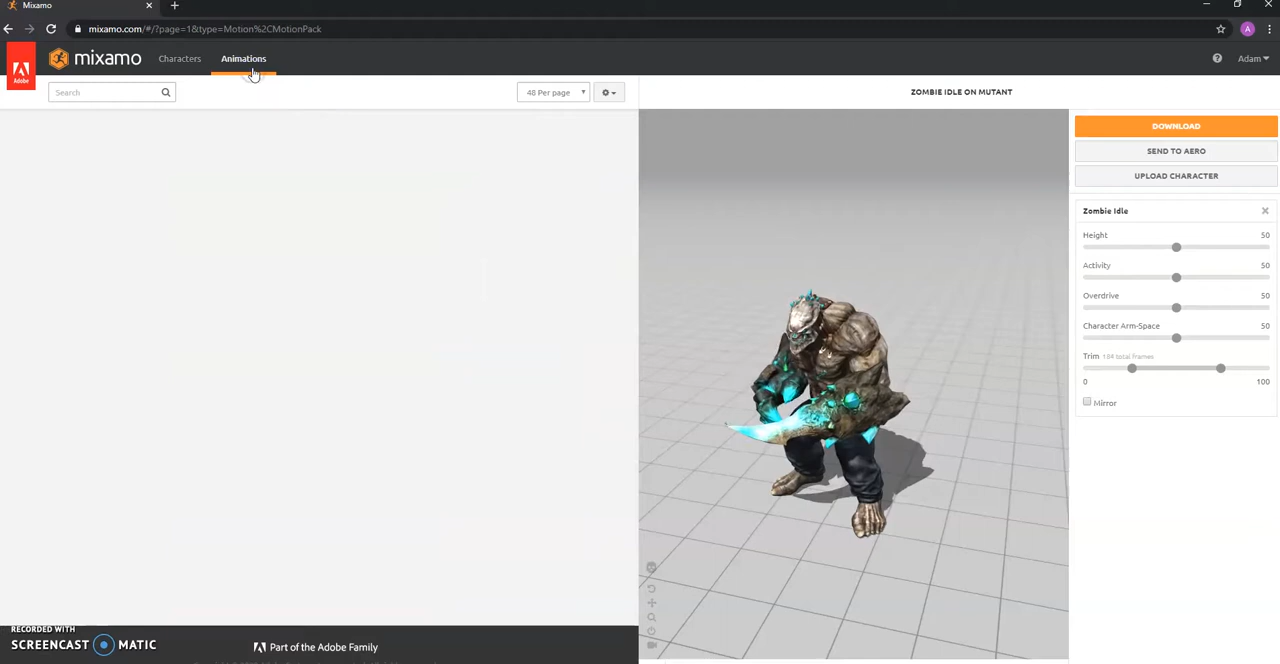 Mixamo
mixamo.com/#/?page=1&type=Motion%2CMotionPack
A
Adobe
mixamo
Characters
Animations
Adam
Search
48 Per page
ZOMBIE IDLE ON MUTANT
DOWNLOAD
SEND TO AERO
UPLOAD CHARACTER
Zombie Idle
Height 50
Activity 50
Overdrive 50
Character Arm-Space 50
Trim 184 total frames
0 100
Mirror
RECORDED WITH
SCREENCAST MATIC
Part of the Adobe Family